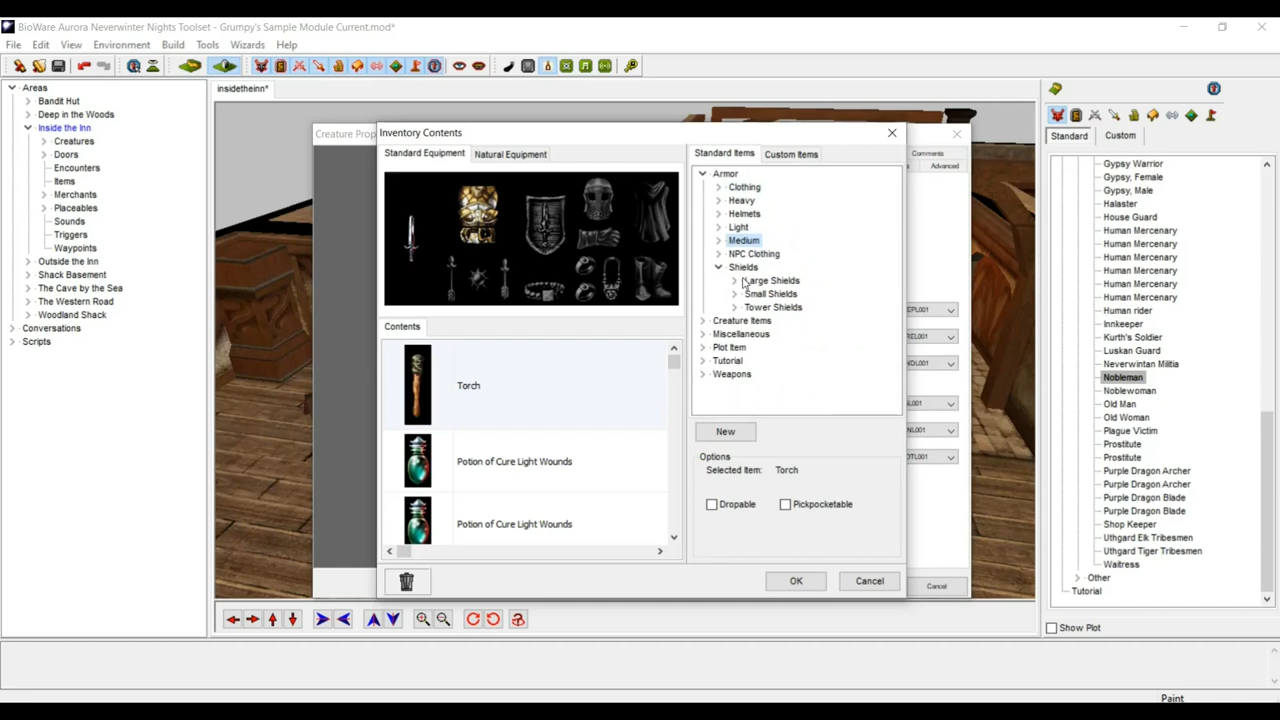 BioWare Aurora Neverwinter Nights Toolset - Grumpy's Sample Module Current.mod*
File Edit View Environment Build Tools Wizards Help
Areas
Bandit Hut
Deep in the Woods
Inside the Inn
Creatures
Doors
Encounters
Items
Merchants
Placeables
Sounds
Triggers
Waypoints
Outside the Inn
Shack Basement
The Cave by the Sea
The Western Road
Woodland Shack
Conversations
Scripts
insidetheinn*
Creature Prop
Inventory Contents
Standard Equipment Natural Equipment
Contents
Torch
Potion of Cure Light Wounds
Potion of Cure Light Wounds
Standard Items Custom Items
Armor
Clothing
Heavy
Helmets
Light
Medium
NPC Clothing
Shields
Large Shields
Small Shields
Tower Shields
Creature Items
Miscellaneous
Plot Item
Tutorial
Weapons
New
Options
Selected Item: Torch
Dropable Pickpocketable
OK Cancel
Comments
Advanced
Cancel
Standard Custom
Gypsy Warrior
Gypsy, Female
Gypsy, Male
Halaster
House Guard
Human Mercenary
Human Mercenary
Human Mercenary
Human Mercenary
Human Mercenary
Human Mercenary
Human rider
Innkeeper
Kurth's Soldier
Luskan Guard
Neverwintan Militia
Nobleman
Noblewoman
Old Man
Old Woman
Plague Victim
Prostitute
Prostitute
Purple Dragon Archer
Purple Dragon Archer
Purple Dragon Blade
Purple Dragon Blade
Shop Keeper
Uthgard Elk Tribesmen
Uthgard Tiger Tribesmen
Waitress
Other
Tutorial
Show Plot
Paint